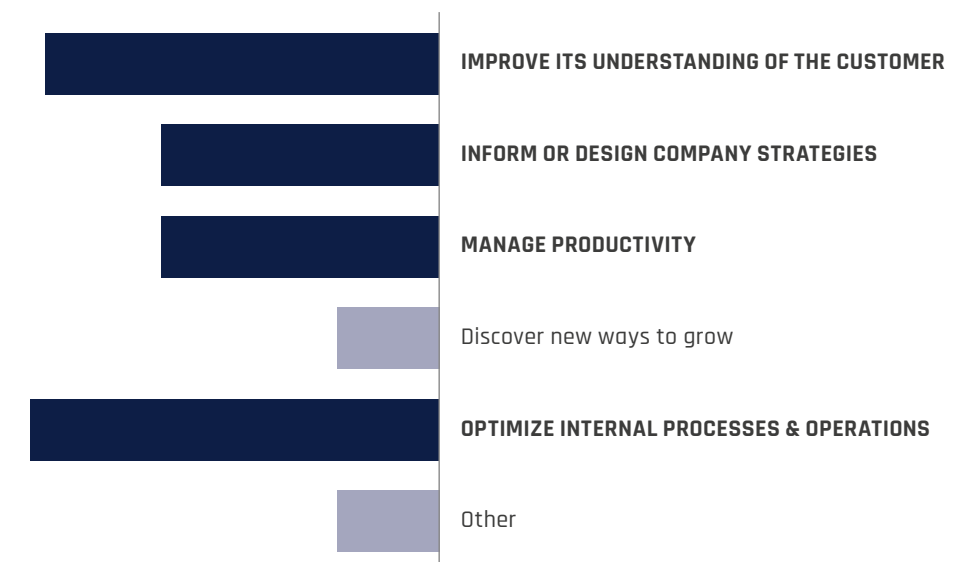 IMPROVE ITS UNDERSTANDING OF THE CUSTOMER
INFORM OR DESIGN COMPANY STRATEGIES
MANAGE PRODUCTIVITY
Discover new ways to grow
OPTIMIZE INTERNAL PROCESSES & OPERATIONS
Other